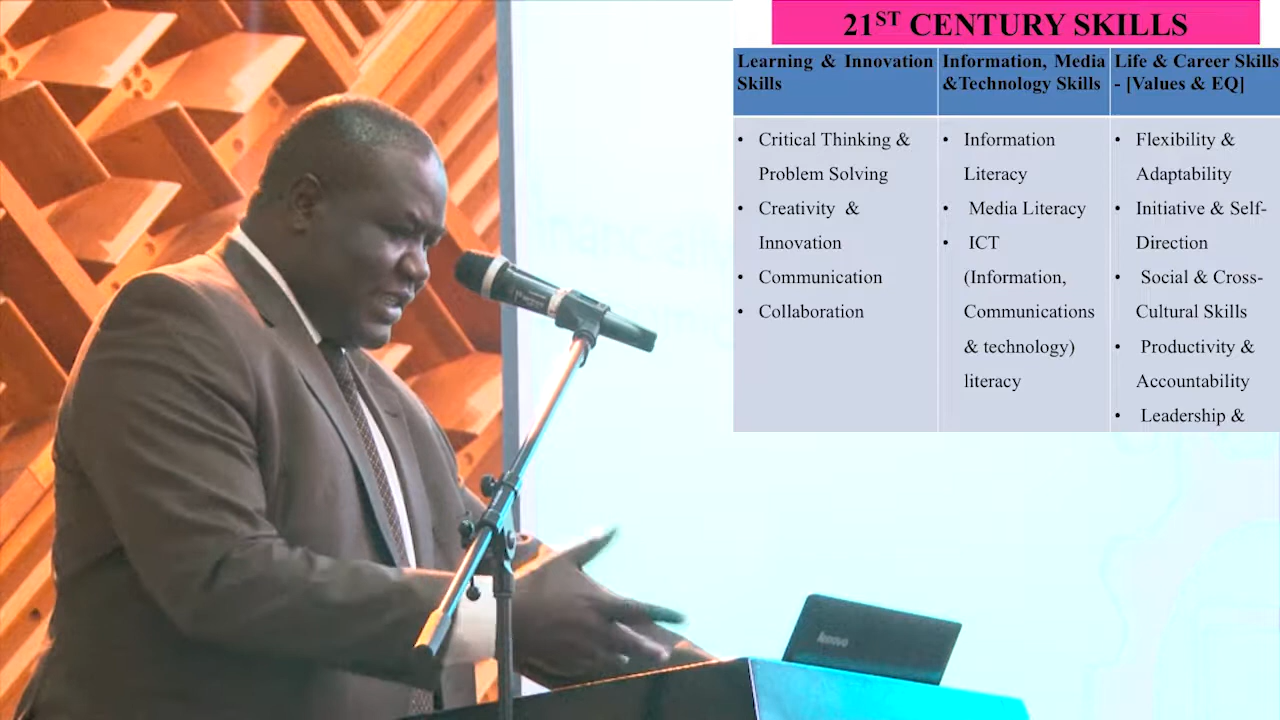 21ST CENTURY SKILLS
Learning & Innovation
Skills
Information, Media
&Technology Skills
Life & Career Skills
- [Values & EQ]
• Critical Thinking &
Problem Solving
• Creativity &
Innovation
• Communication
• Collaboration
• Information
Literacy
• Media Literacy
• ICT
(Information,
Communications
& technology)
literacy
• Flexibility &
Adaptability
• Initiative & Self-
Direction
• Social & Cross-
Cultural Skills
• Productivity &
Accountability
• Leadership &
lenovo